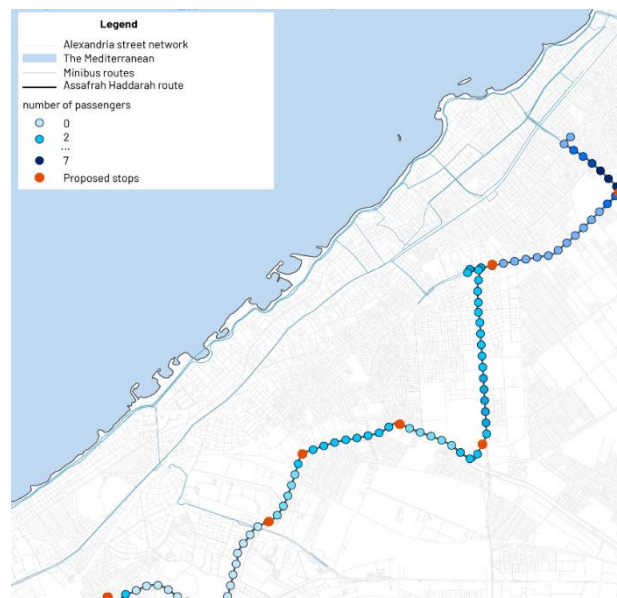 Legend
Alexandria street network
The Mediterranean
Minibus routes
Assafrah Haddarah route
number of passengers
0
2
...
7
Proposed stops